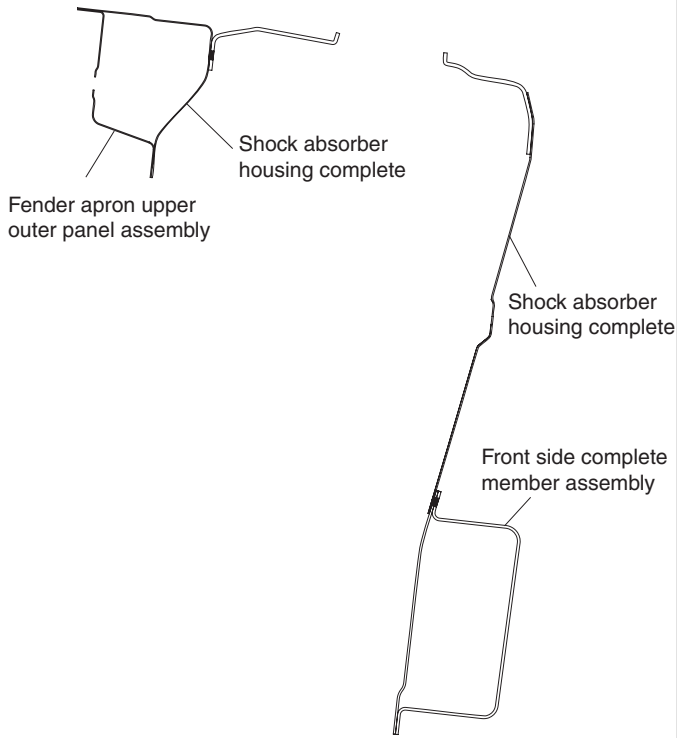 Shock absorber
housing complete
Fender apron upper
outer panel assembly
Shock absorber
housing complete
Front side complete
member assembly